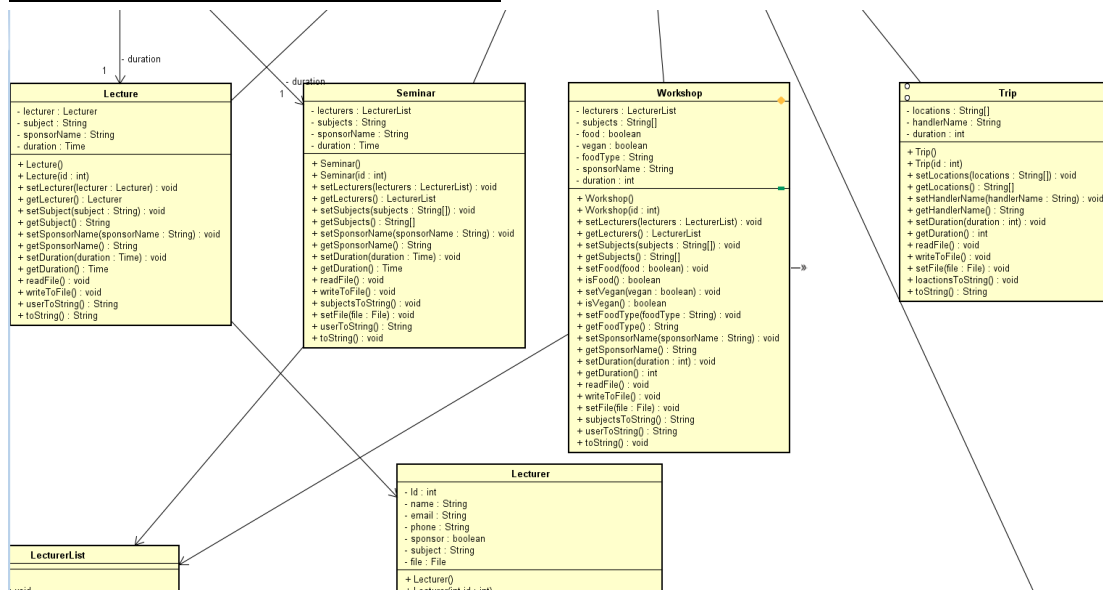 - duration
1
- duration
1
Lecture
- lecturer : Lecturer
- subject : String
- sponsorName : String
- duration : Time
+ Lecture()
+ Lecture(id : int)
+ setLecturer(lecturer : Lecturer) : void
+ getLecturer() : Lecturer
+ setSubject(subject : String) : void
+ getSubject() : String
+ setSponsorName(sponsorName : String) : void
+ getSponsorName() : String
+ setDuration(duration : Time) : void
+ getDuration() : Time
+ readFile() : void
+ writeToFile() : void
+ userToString() : String
+ toString() : String
Seminar
- lecturers : LecturerList
- subjects : String
- sponsorName : String
- duration : Time
+ Seminar()
+ Seminar(id : int)
+ setLecturers(lecturers : LecturerList) : void
+ getLecturers() : LecturerList
+ setSubjects(subjects : String[]) : void
+ getSubjects() : String[]
+ setSponsorName(sponsorName : String) : void
+ getSponsorName() : String
+ setDuration(duration : Time) : void
+ getDuration() : Time
+ readFile() : void
+ writeToFile() : void
+ subjectsToString() : void
+ setFile(file : File) : void
+ userToString() : String
+ toString() : void
Workshop
- lecturers : LecturerList
- subjects : String[]
- food : boolean
- vegan : boolean
- foodType : String
- sponsorName : String
- duration : int
+ Workshop()
+ Workshop(id : int)
+ setLecturers(lecturers : LecturerList) : void
+ getLecturers() : LecturerList
+ setSubjects(subjects : String[]) : void
+ getSubjects() : String[]
+ setFood(food : boolean) : void
+ isFood() : boolean
+ setVegan(vegan : boolean) : void
+ isVegan() : boolean
+ setFoodType(foodType : String) : void
+ getFoodType() : String
+ setSponsorName(sponsorName : String) : void
+ getSponsorName() : String
+ setDuration(duration : int) : void
+ getDuration() : int
+ readFile() : void
+ writeToFile() : void
+ setFile(file : File) : void
+ subjectsToString() : String
+ userToString() : String
+ toString() : void
Trip
- locations : String[]
- handlerName : String
- duration : int
+ Trip()
+ Trip(id : int)
+ setLocations(locations : String[]) : void
+ getLocations() : String[]
+ setHandlerName(handlerName : String) : void
+ getHandlerName() : String
+ setDuration(duration : int) : void
+ getDuration() : int
+ readFile() : void
+ writeToFile() : void
+ setFile(file : File) : void
+ loactionsToString() : void
+ toString() : String
Lecturer
- Id : int
- name : String
- email : String
- phone : String
- sponsor : boolean
- subject : String
- file : File
+ Lecturer()
LecturerList